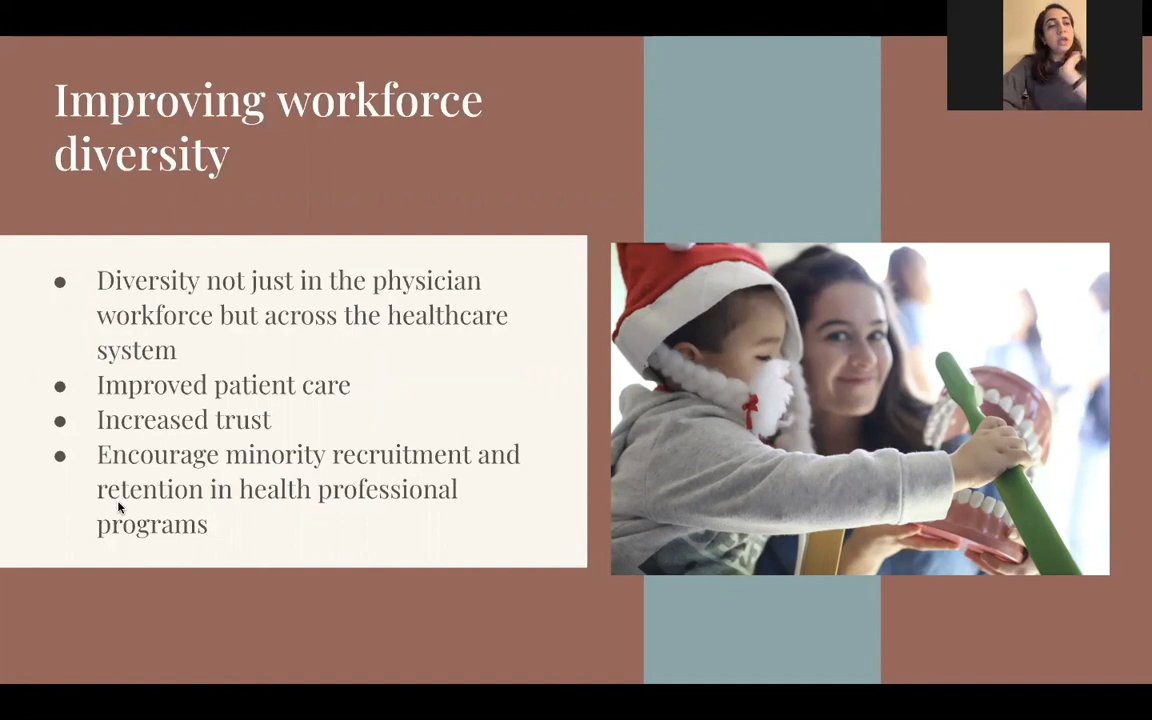 Improving workforce
diversity
● Diversity not just in the physician
workforce but across the healthcare
system
● Improved patient care
● Increased trust
● Encourage minority recruitment and
retention in health professional
programs